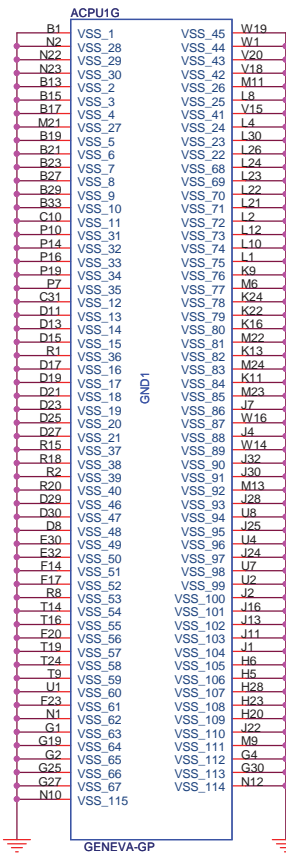 ACPU1G
B1 VSS_1 VSS_45 W19
N2 VSS_28 VSS_44 W1
N22 VSS_29 VSS_43 V20
N23 VSS_30 VSS_42 V18
B13 VSS_2 VSS_26 M11
B15 VSS_3 VSS_25 L8
B17 VSS_4 VSS_41 V15
M21 VSS_27 VSS_24 L4
B19 VSS_5 VSS_23 L30
B21 VSS_6 VSS_22 L26
B23 VSS_7 VSS_68 L24
B27 VSS_8 VSS_69 L23
B29 VSS_9 VSS_70 L22
B33 VSS_10 VSS_71 L21
C10 VSS_11 VSS_72 L2
P10 VSS_31 VSS_73 L12
P14 VSS_32 VSS_74 L10
P16 VSS_33 VSS_75 L1
P19 VSS_34 VSS_76 K9
P7 VSS_35 VSS_77 M6
C31 VSS_12 VSS_78 K24
D11 VSS_13 VSS_79 K22
D13 VSS_14 VSS_80 K16
D15 VSS_15 VSS_81 M22
R1 VSS_36 VSS_82 K13
D17 VSS_16 VSS_83 M24
D19 VSS_17 VSS_84 K11
D21 VSS_18 VSS_85 M23
D23 VSS_19 VSS_86 J7
D25 VSS_20 VSS_87 W16
D27 VSS_21 VSS_88 J4
R15 VSS_37 VSS_89 W14
R18 VSS_38 VSS_90 J32
R2 VSS_39 VSS_91 J30
R20 VSS_40 VSS_92 M13
D29 VSS_46 VSS_93 J28
D30 VSS_47 VSS_94 U8
D8 VSS_48 VSS_95 J25
E30 VSS_49 VSS_96 U4
E32 VSS_50 VSS_97 J24
F14 VSS_51 VSS_98 U7
F17 VSS_52 VSS_99 U2
R8 VSS_53 VSS_100 J2
T14 VSS_54 VSS_101 J16
T16 VSS_55 VSS_102 J13
F20 VSS_56 VSS_103 J11
T19 VSS_57 VSS_104 J1
T24 VSS_58 VSS_105 H6
T9 VSS_59 VSS_106 H5
U1 VSS_60 VSS_107 H28
F23 VSS_61 VSS_108 H23
N1 VSS_62 VSS_109 H20
G1 VSS_63 VSS_110 J22
G19 VSS_64 VSS_111 M9
G2 VSS_65 VSS_112 G4
G25 VSS_66 VSS_113 G30
G27 VSS_67 VSS_114 N12
N10 VSS_115
GND1
GENEVA-GP